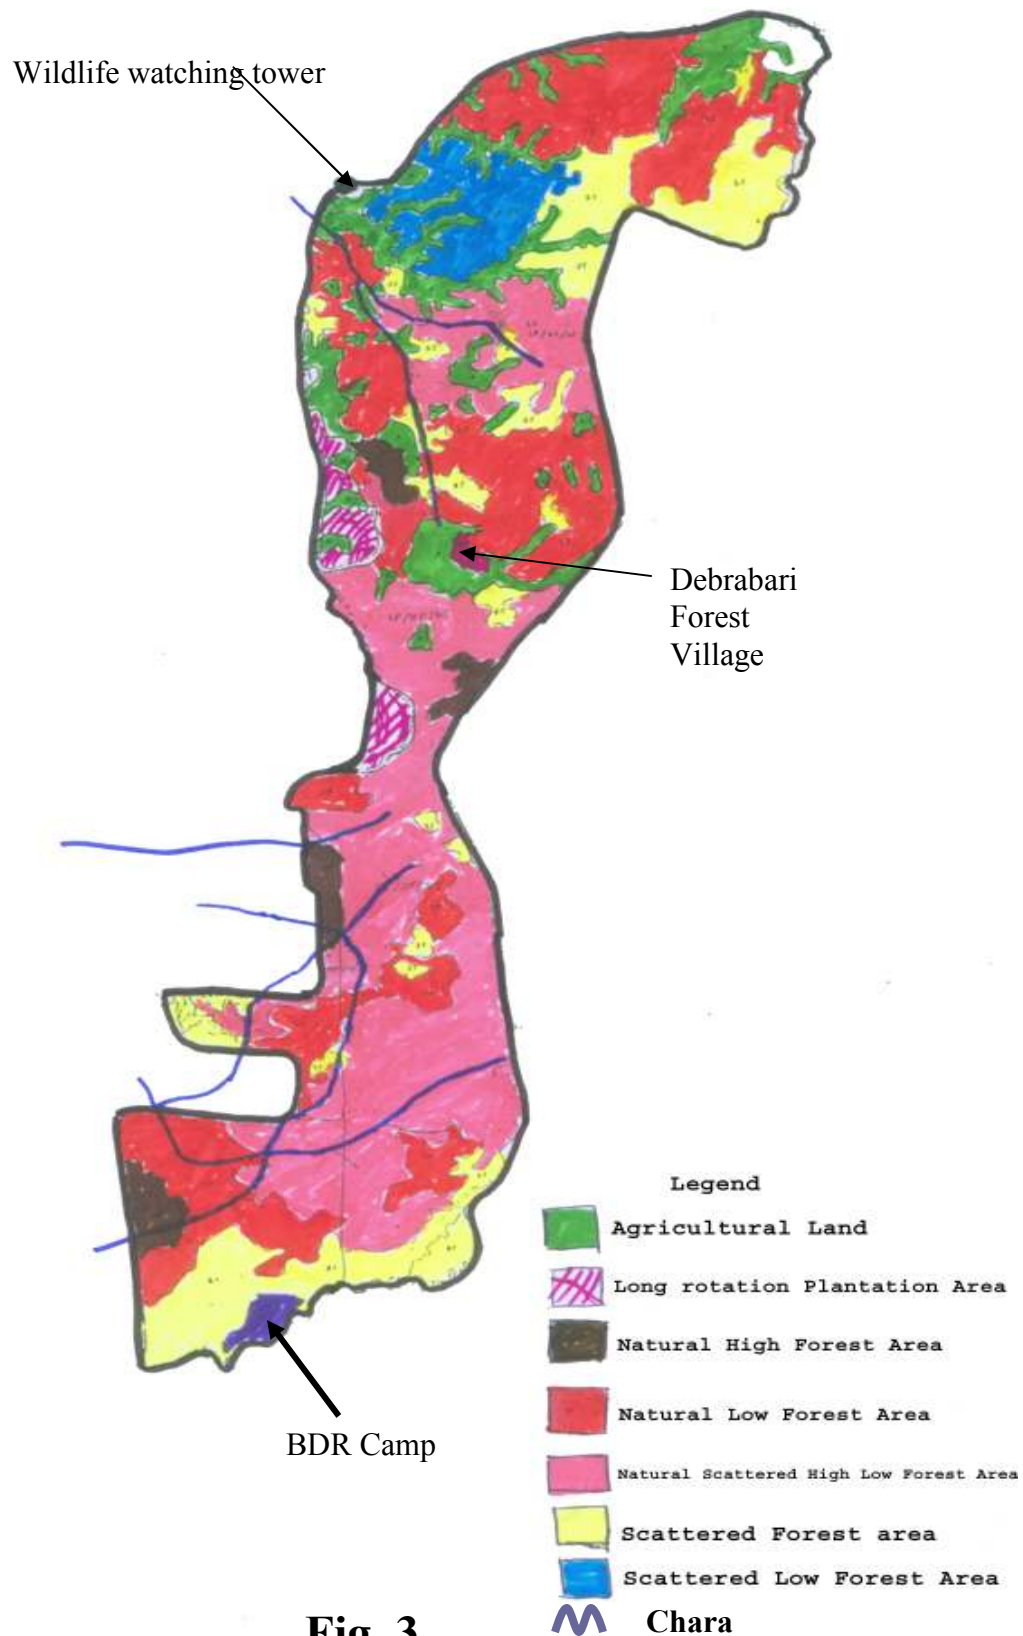 Wildlife watching tower
Debrabari
Forest
Village
BDR Camp
Legend
Agricultural Land
Long rotation Plantation Area
Natural High Forest Area
Natural Low Forest Area
Natural Scattered High Low Forest Area
Scattered Forest area
Scattered Low Forest Area
Chara
Fig. 3